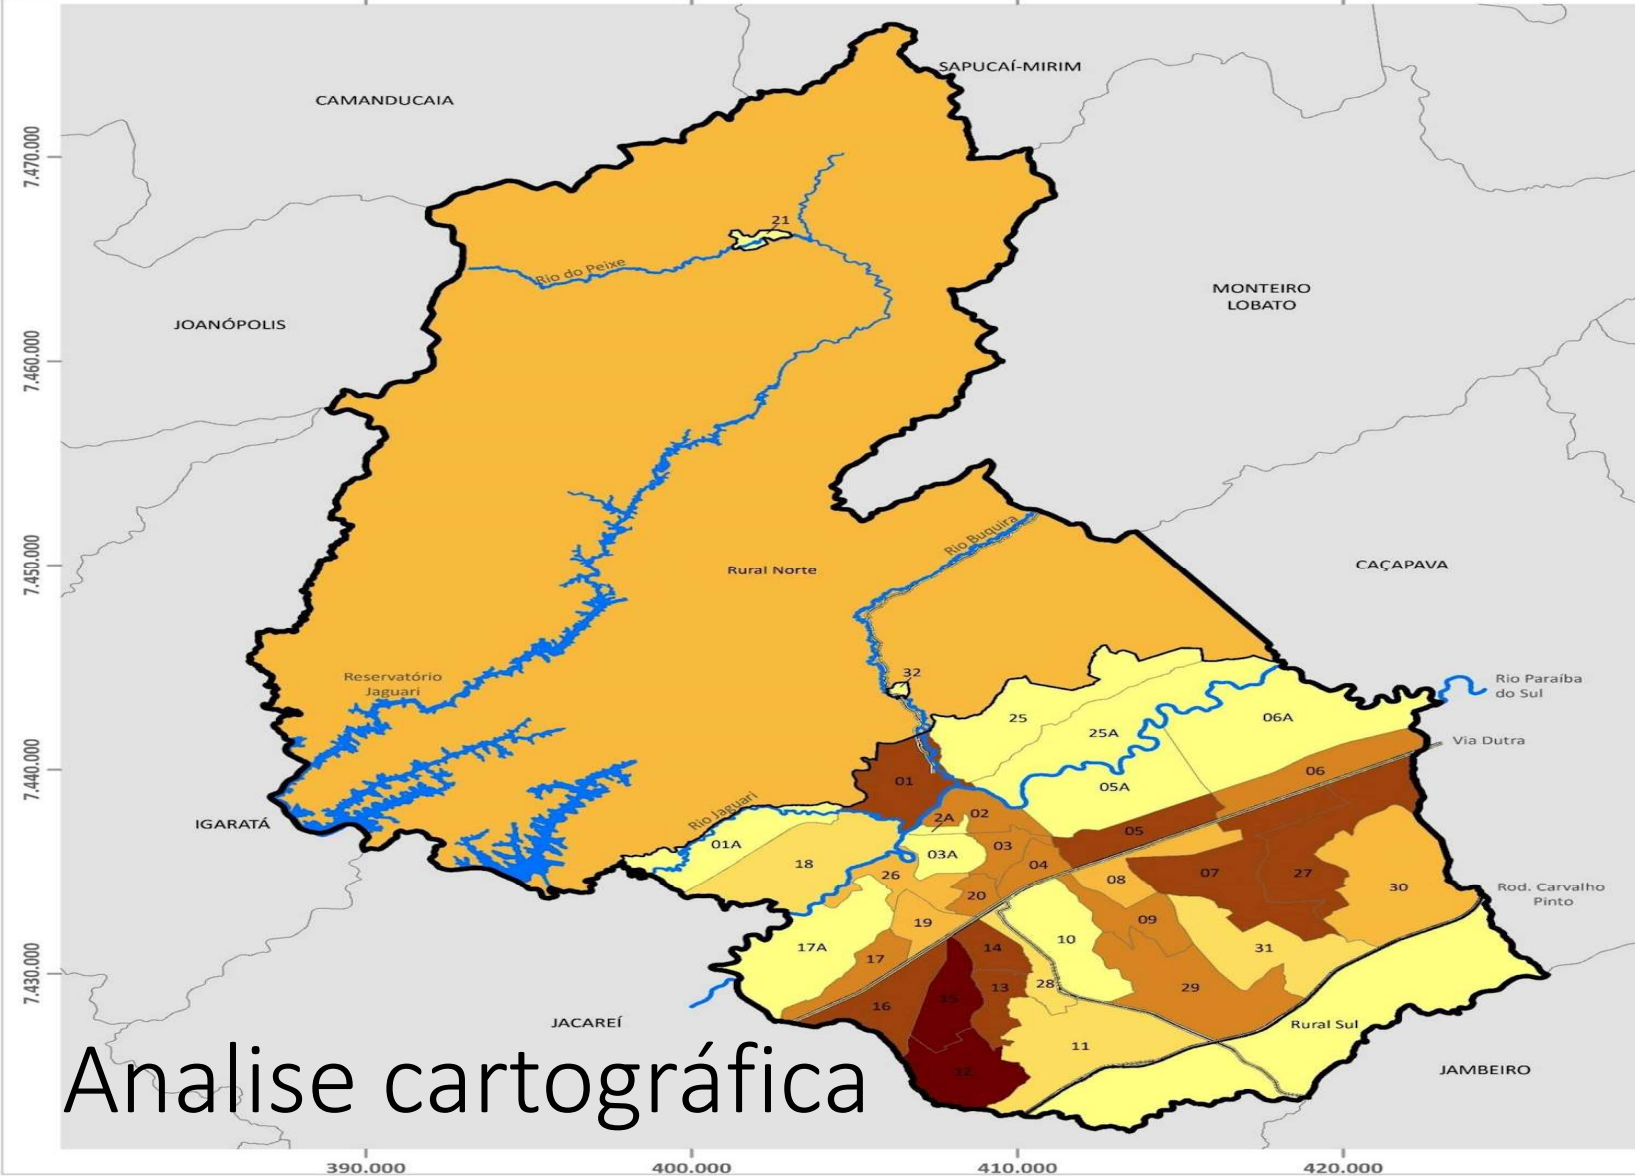 SAPUCAÍ-MIRIM
CAMANDUCAIA
7.470.000
21
Rio do Peixe
MONTEIRO
LOBATO
JOANÓPOLIS
7.460.000
Rio Buquira
7.450.000
Rural Norte
CAÇAPAVA
32
Reservatório
Jaguari
Rio Paraíba
do Sul
25
06A
25A
Via Dutra
7.440.000
01
06
05A
Rio Jaguari
2A
02
IGARATÁ
05
01A
03A
03
18
04
26
08
07
27
30
Rod. Carvalho
Pinto
20
19
09
17A
14
10
31
17
7.430.000
13
28
29
15
16
JACAREÍ
Rural Sul
11
12
JAMBEIRO
Analise cartográfica
390.000
400.000
410.000
420.000